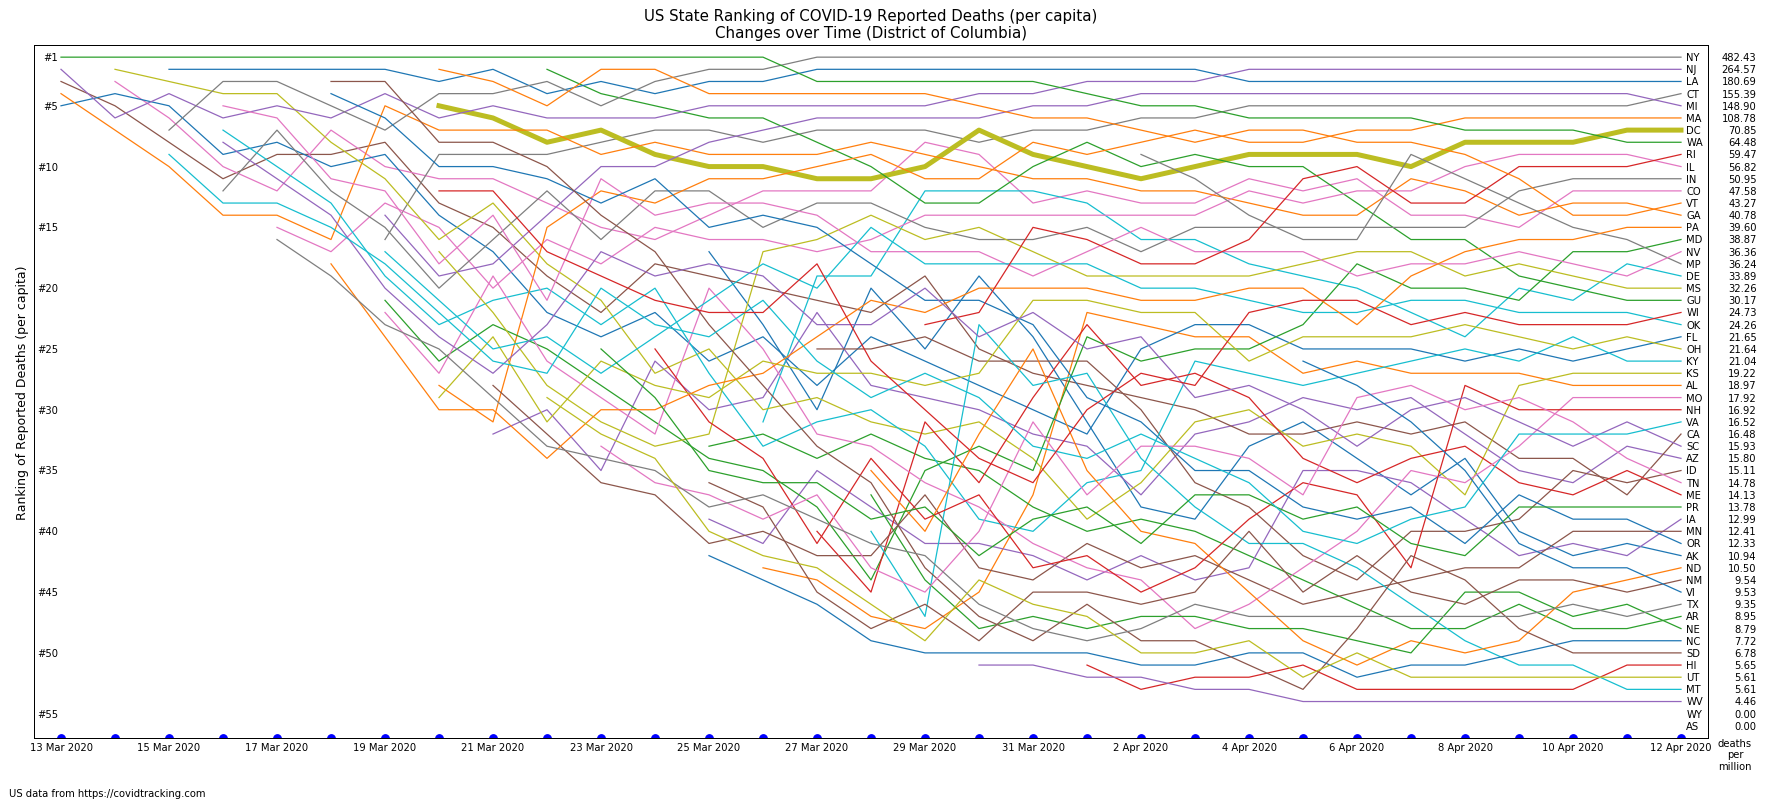 US State Ranking of COVID-19 Reported Deaths (per capita)
Changes over Time (District of Columbia)
Ranking of Reported Deaths (per capita)
#1
#5
#10
#15
#20
#25
#30
#35
#40
#45
#50
#55
NY 482.43
NJ 264.57
LA 180.69
CT 155.39
MI 148.90
MA 108.78
DC 70.85
WA 64.48
RI 59.47
IL 56.82
IN 50.95
CO 47.58
VT 43.27
GA 40.78
PA 39.60
MD 38.87
NV 36.36
MP 36.24
DE 33.89
MS 32.26
GU 30.17
WI 24.73
OK 24.26
FL 21.65
OH 21.64
KY 21.04
KS 19.22
AL 18.97
MO 17.92
NH 16.92
VA 16.52
CA 16.48
SC 15.93
AZ 15.80
ID 15.11
TN 14.78
ME 14.13
PR 13.78
IA 12.99
MN 12.41
OR 12.33
AK 10.94
ND 10.50
NM 9.54
VI 9.53
TX 9.35
AR 8.95
NE 8.79
NC 7.72
SD 6.78
HI 5.65
UT 5.61
MT 5.61
WV 4.46
WY 0.00
AS 0.00
13 Mar 2020 15 Mar 2020 17 Mar 2020 19 Mar 2020 21 Mar 2020 23 Mar 2020 25 Mar 2020 27 Mar 2020 29 Mar 2020 31 Mar 2020 2 Apr 2020 4 Apr 2020 6 Apr 2020 8 Apr 2020 10 Apr 2020 12 Apr 2020
deaths
per
million
US data from https://covidtracking.com